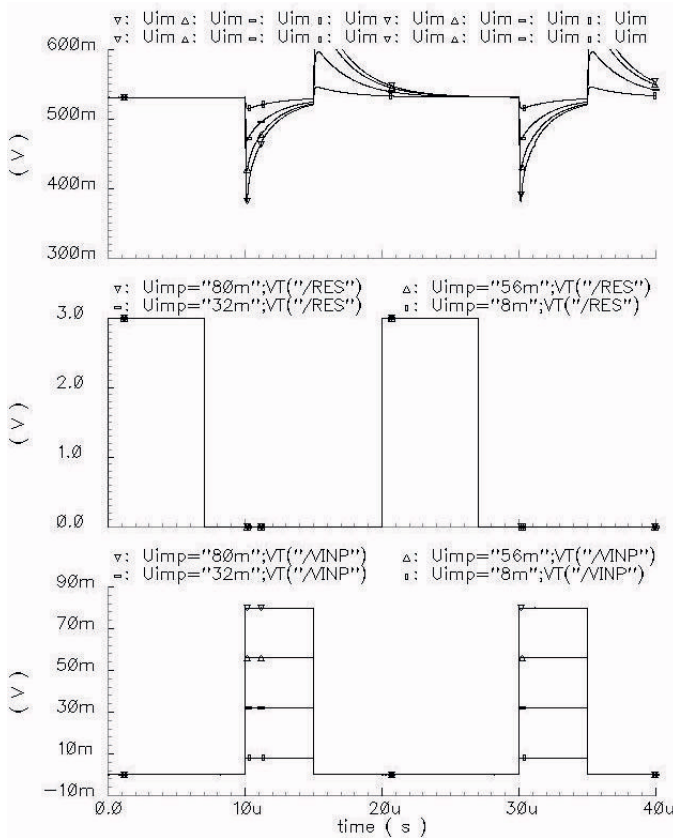 ▽: Uim △: Uim -: Uim ▯: Uim ▽: Uim △: Uim -: Uim ▯: Uim
▽: Uim △: Uim -: Uim ▯: Uim ▽: Uim △: Uim -: Uim ▯: Uim
600m
500m
400m
300m
( V )
▽: Uimp="80m";VT("/RES") △: Uimp="56m";VT("/RES")
-: Uimp="32m";VT("/RES") ▯: Uimp="8m";VT("/RES")
3.0
2.0
1.0
0.0
( V )
▽: Uimp="80m";VT("/VINP") △: Uimp="56m";VT("/VINP")
-: Uimp="32m";VT("/VINP") ▯: Uimp="8m";VT("/VINP")
90m
70m
50m
30m
10m
-10m
( V )
0.0 10u 20u 30u 40u
time ( s )